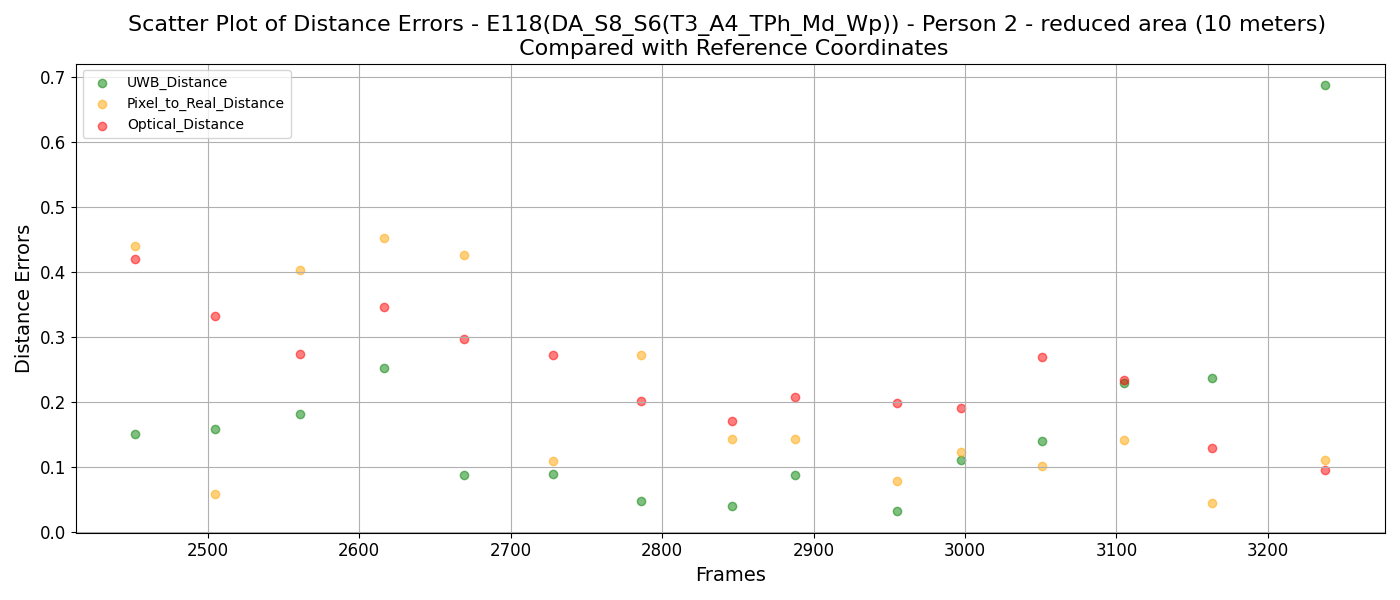 Scatter Plot of Distance Errors - E118(DA_S8_S6(T3_A4_TPh_Md_Wp)) - Person 2 - reduced area (10 meters)
Compared with Reference Coordinates
UWB_Distance
Pixel_to_Real_Distance
Optical_Distance
Distance Errors
0.7
0.6
0.5
0.4
0.3
0.2
0.1
0.0
2500 2600 2700 2800 2900 3000 3100 3200
Frames